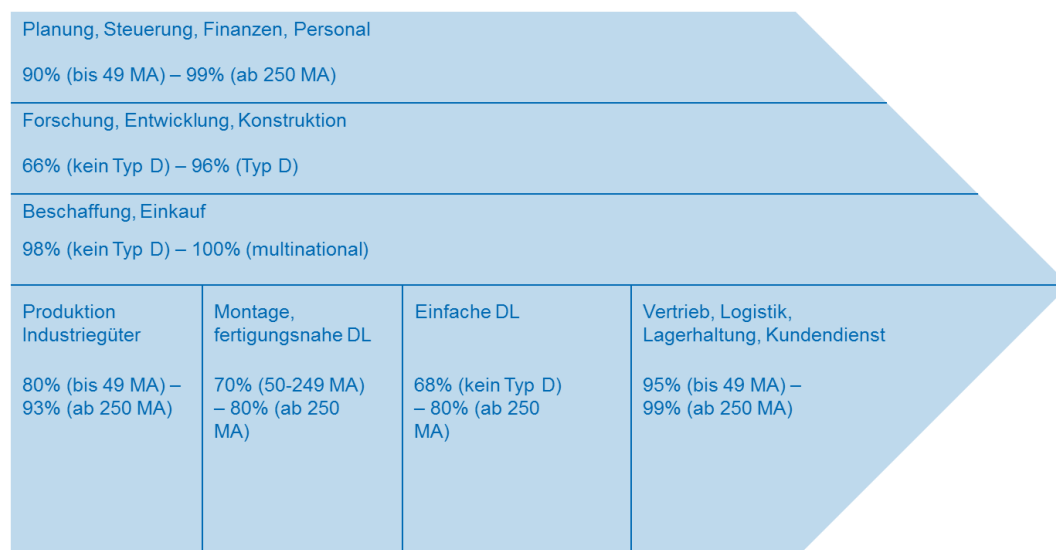 Planung, Steuerung, Finanzen, Personal
90% (bis 49 MA) – 99% (ab 250 MA)
Forschung, Entwicklung, Konstruktion
66% (kein Typ D) – 96% (Typ D)
Beschaffung, Einkauf
98% (kein Typ D) – 100% (multinational)
Produktion
Industriegüter
80% (bis 49 MA) –
93% (ab 250 MA)
Montage,
fertigungsnahe DL
70% (50-249 MA)
– 80% (ab 250
MA)
Einfache DL
68% (kein Typ D)
– 80% (ab 250
MA)
Vertrieb, Logistik,
Lagerhaltung, Kundendienst
95% (bis 49 MA) –
99% (ab 250 MA)